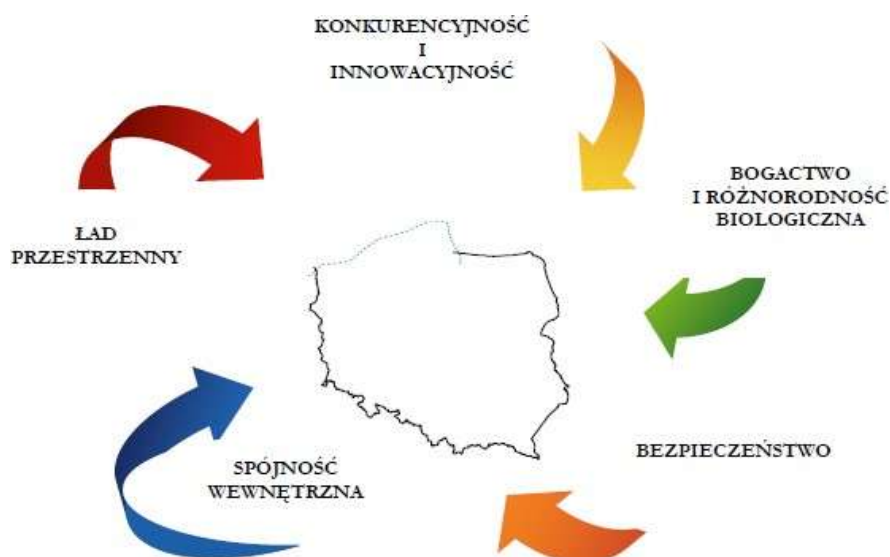 KONKURENCYJNOŚĆ
I
INNOWACYJNOŚĆ
BOGACTWO
I RÓŻNORODNOŚĆ
BIOLOGICZNA
ŁAD
PRZESTRZENNY
BEZPIECZEŃSTWO
SPÓJNOŚĆ
WEWNĘTRZNA